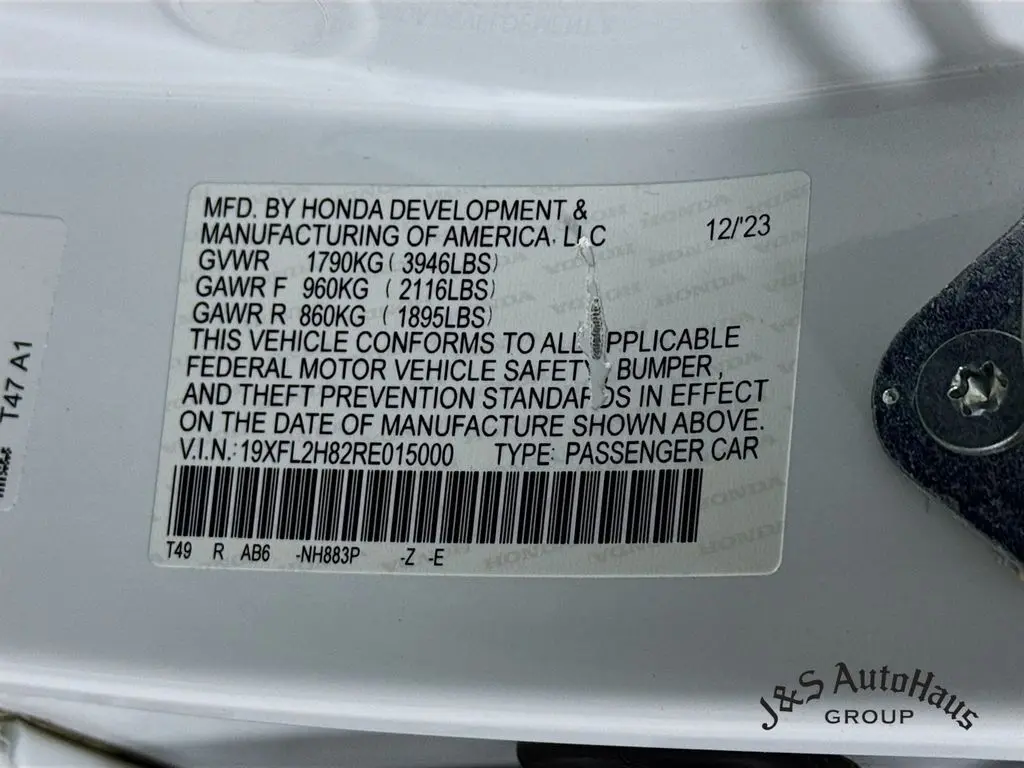 MFD. BY HONDA DEVELOPMENT &
MANUFACTURING OF AMERICA, LLC 12/'23
GVWR 1790KG ( 3946LBS)
GAWR F 960KG ( 2116LBS)
GAWR R 860KG ( 1895LBS)
THIS VEHICLE CONFORMS TO ALL APPLICABLE
FEDERAL MOTOR VEHICLE SAFETY, BUMPER,
AND THEFT PREVENTION STANDARDS IN EFFECT
ON THE DATE OF MANUFACTURE SHOWN ABOVE.
V.I.N.: 19XFL2H82RE015000 TYPE: PASSENGER CAR
T49 R AB6 -NH883P -Z -E
T47 A1
J&S AutoHaus
GROUP